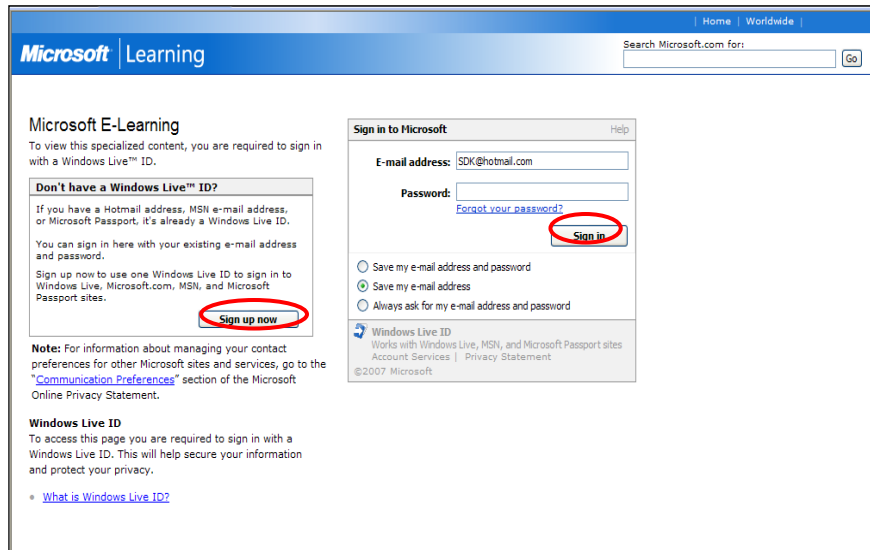 | Home | Worldwide |
Microsoft | Learning
Search Microsoft.com for:
Go
Microsoft E-Learning
To view this specialized content, you are required to sign in
with a Windows Live™ ID.
Don't have a Windows Live™ ID?
If you have a Hotmail address, MSN e-mail address,
or Microsoft Passport, it's already a Windows Live ID.
You can sign in here with your existing e-mail address
and password.
Sign up now to use one Windows Live ID to sign in to
Windows Live, Microsoft.com, MSN, and Microsoft
Passport sites.
Sign up now
Note: For information about managing your contact
preferences for other Microsoft sites and services, go to the
"Communication Preferences" section of the Microsoft
Online Privacy Statement.
Windows Live ID
To access this page you are required to sign in with a
Windows Live ID. This will help secure your information
and protect your privacy.
What is Windows Live ID?
Sign in to Microsoft Help
E-mail address: SDK@hotmail.com
Password:
Forgot your password?
Sign in
Save my e-mail address and password
Save my e-mail address
Always ask for my e-mail address and password
Windows Live ID
Works with Windows Live, MSN, and Microsoft Passport sites
Account Services | Privacy Statement
©2007 Microsoft